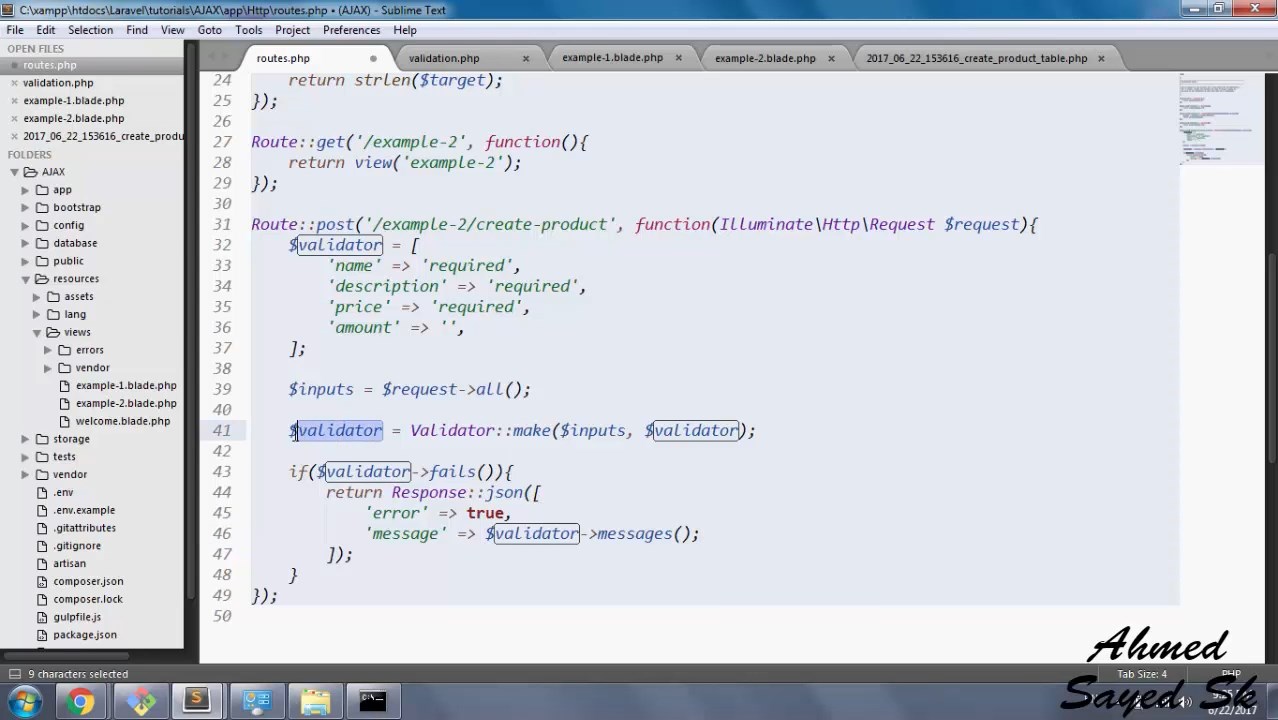 C:\xampp\htdocs\Laravel\tutorials\AJAX\app\Http\routes.php • (AJAX) - Sublime Text
File Edit Selection Find View Goto Tools Project Preferences Help
OPEN FILES
routes.php
validation.php
example-1.blade.php
example-2.blade.php
2017_06_22_153616_create_produ
FOLDERS
AJAX
app
bootstrap
config
database
public
resources
assets
lang
views
errors
vendor
example-1.blade.php
example-2.blade.php
welcome.blade.php
storage
tests
vendor
.env
.env.example
.gitattributes
.gitignore
artisan
composer.json
composer.lock
gulpfile.js
package.json
routes.php validation.php example-1.blade.php example-2.blade.php 2017_06_22_153616_create_product_table.php
24 return strlen($target);
25 });
26
27 Route::get('/example-2', function(){
28 return view('example-2');
29 });
30
31 Route::post('/example-2/create-product', function(Illuminate\Http\Request $request){
32 $validator = [
33 'name' => 'required',
34 'description' => 'required',
35 'price' => 'required',
36 'amount' => '',
37 ];
38
39 $inputs = $request->all();
40
41 $validator = Validator::make($inputs, $validator);
42
43 if($validator->fails()){
44 return Response::json([
45 'error' => true,
46 'message' => $validator->messages();
47 ]);
48 }
49 });
50
9 characters selected
Tab Size: 4 PHP
Ahmed
Sayed Sk
6/22/2017